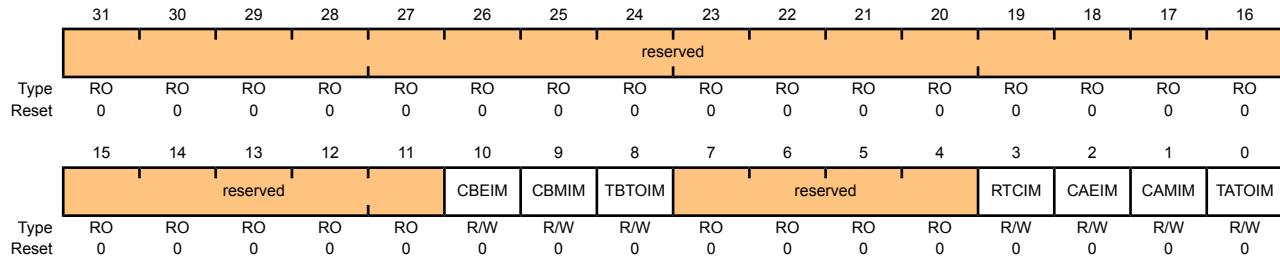 31 30 29 28 27 26 25 24 23 22 21 20 19 18 17 16
reserved
Type RO RO RO RO RO RO RO RO RO RO RO RO RO RO RO RO
Reset 0 0 0 0 0 0 0 0 0 0 0 0 0 0 0 0
15 14 13 12 11 10 9 8 7 6 5 4 3 2 1 0
reserved CBEIM CBMIM TBTOIM reserved RTCIM CAEIM CAMIM TATOIM
Type RO RO RO RO RO R/W R/W R/W RO RO RO RO R/W R/W R/W R/W
Reset 0 0 0 0 0 0 0 0 0 0 0 0 0 0 0 0